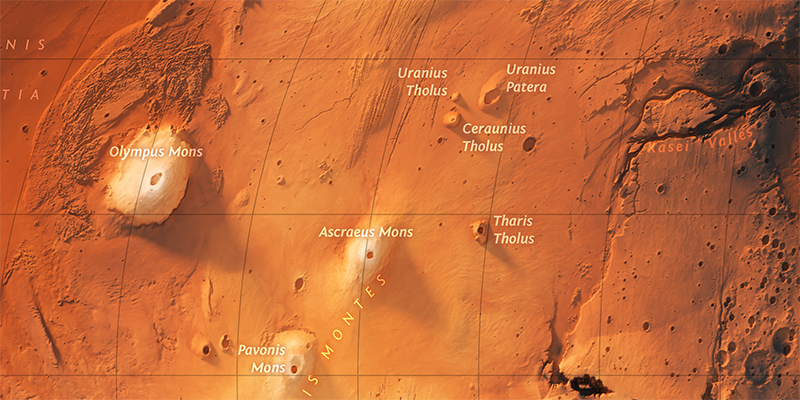 NIS
TIA
Uranius
Tholus
Uranius
Patera
Ceraunius
Tholus
Olympus Mons
Kasei Valles
Ascraeus Mons
Tharis
Tholus
Pavonis
Mons
IS MONTES